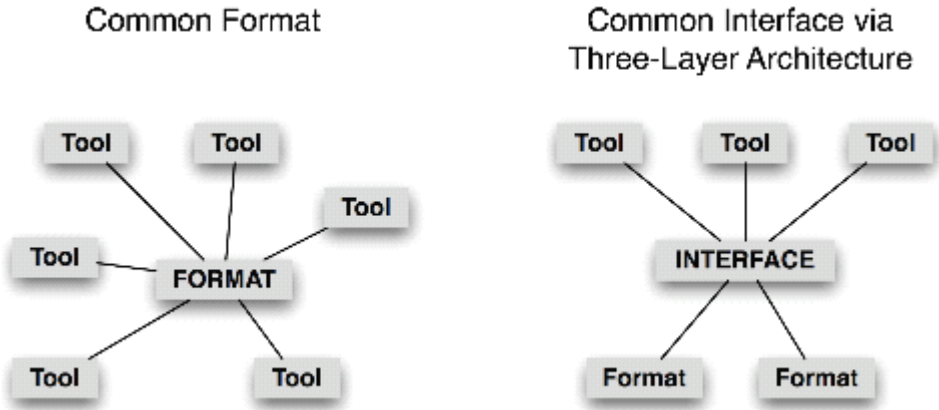 Common Format
Common Interface via
Three-Layer Architecture
Tool
Tool
Tool
Tool
FORMAT
Tool
Tool
Tool
Tool
Tool
INTERFACE
Format
Format